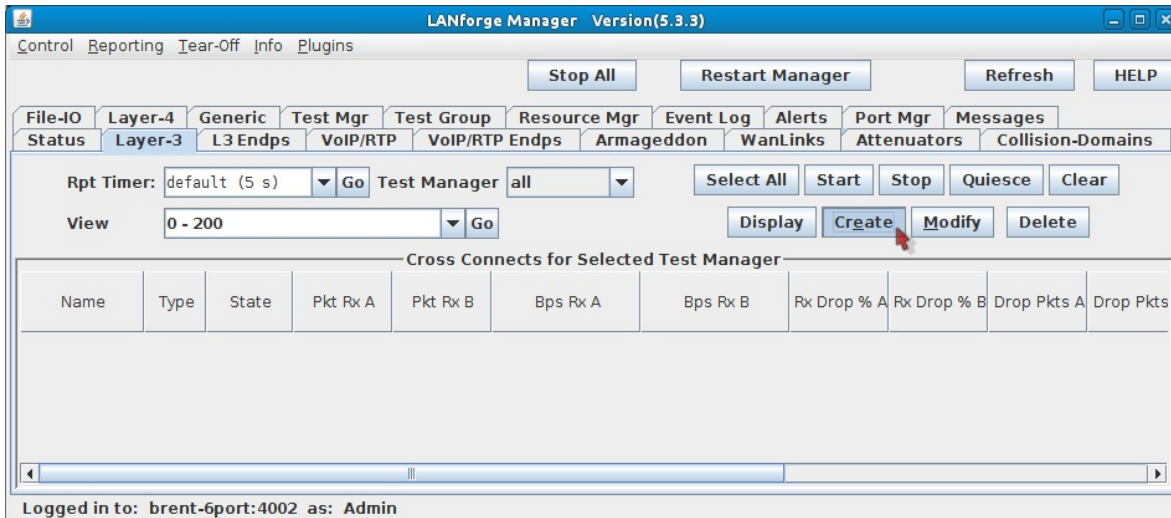 LANforge Manager Version(5.3.3)
Control Reporting Tear-Off Info Plugins
Stop All Restart Manager Refresh HELP
File-IO Layer-4 Generic Test Mgr Test Group Resource Mgr Event Log Alerts Port Mgr Messages
Status Layer-3 L3 Endps VoIP/RTP VoIP/RTP Endps Armageddon WanLinks Attenuators Collision-Domains
Rpt Timer: default (5 s) Go Test Manager all Select All Start Stop Quiesce Clear
View 0 - 200 Go Display Create Modify Delete
Cross Connects for Selected Test Manager
Name Type State Pkt Rx A Pkt Rx B Bps Rx A Bps Rx B Rx Drop % A Rx Drop % B Drop Pkts A Drop Pkts
Logged in to: brent-6port:4002 as: Admin